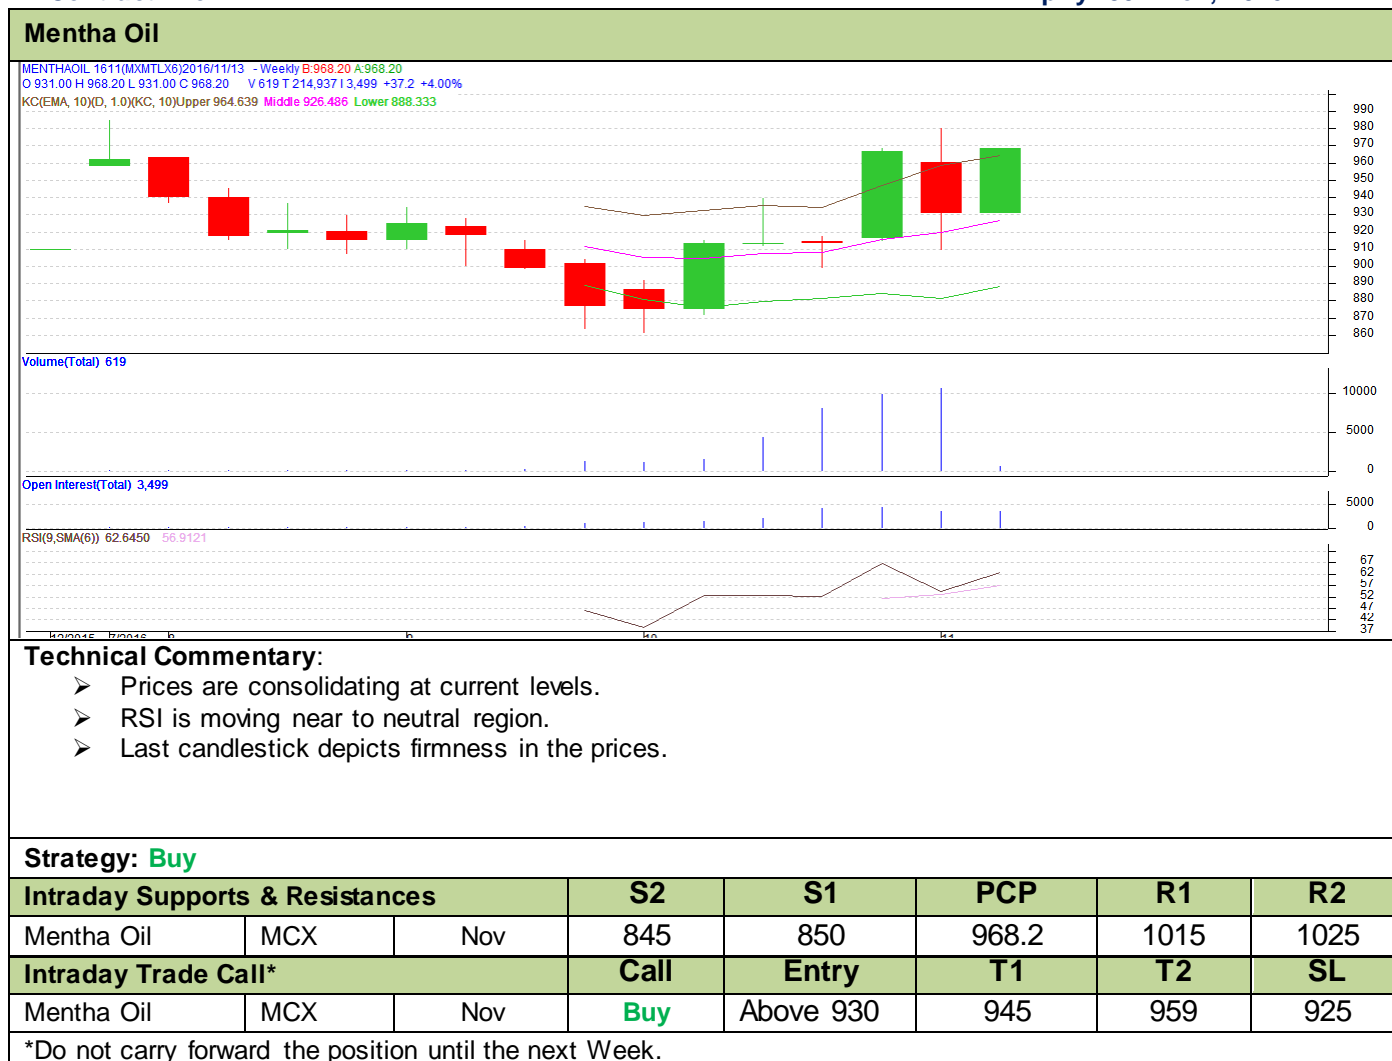 Mentha Oil
MENTHAOIL 1611(MXMTLX6)2016/11/13 - Weekly B:968.20 A:968.20
O 931.00 H 968.20 L 931.00 C 968.20 V 619 T 214,937 I 3,499 +37.2 +4.00%
KC(EMA, 10)(D, 1.0)(KC, 10)Upper 964.639 Middle 926.486 Lower 888.333
990
980
970
960
950
940
930
920
910
900
890
880
870
860
Volume(Total) 619
10000
5000
0
Open Interest(Total) 3,499
5000
0
RSI(9,SMA(6)) 62.6450 56.9121
67
62
57
52
47
42
37
12/2015 7/2016 8 9 10 11
Technical Commentary:
➢ Prices are consolidating at current levels.
➢ RSI is moving near to neutral region.
➢ Last candlestick depicts firmness in the prices.
Strategy: Buy
Intraday Supports & Resistances S2 S1 PCP R1 R2
Mentha Oil MCX Nov 845 850 968.2 1015 1025
Intraday Trade Call* Call Entry T1 T2 SL
Mentha Oil MCX Nov Buy Above 930 945 959 925
*Do not carry forward the position until the next Week.